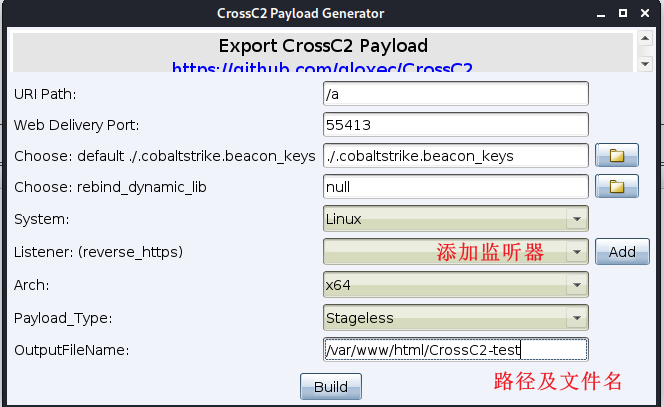 CrossC2 Payload Generator
Export CrossC2 Payload
https://github.com/gloxec/CrossC2
URI Path: /a
Web Delivery Port: 55413
Choose: default ./.cobaltstrike.beacon_keys ./.cobaltstrike.beacon_keys
Choose: rebind_dynamic_lib null
System: Linux
Listener: (reverse_https) 添加监听器 Add
Arch: x64
Payload_Type: Stageless
OutputFileName: /var/www/html/CrossC2-test
Build 路径及文件名